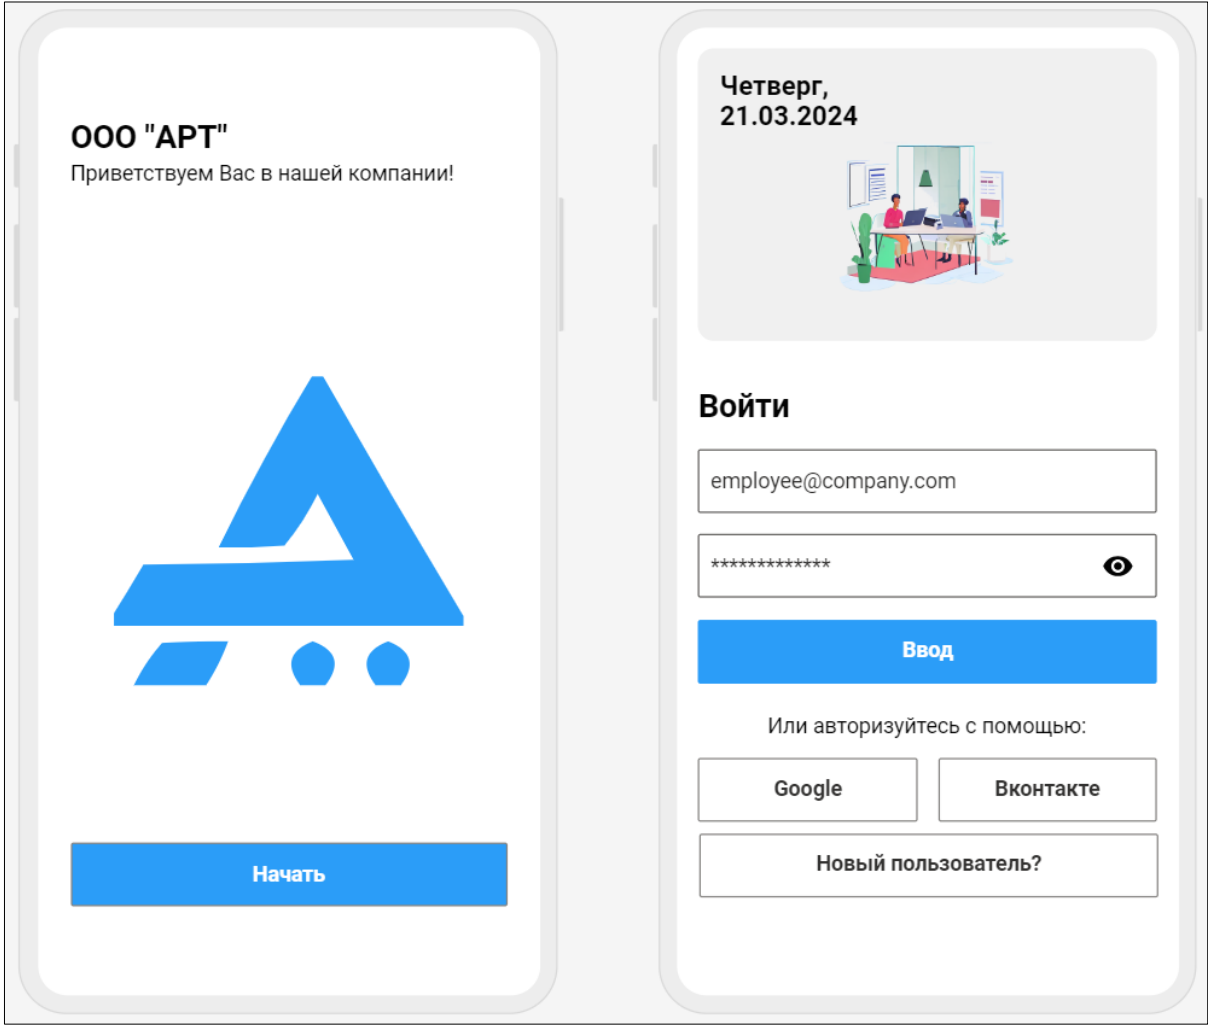 ООО "АРТ"
Приветствуем Вас в нашей компании!
Начать
Четверг,
21.03.2024
Войти
employee@company.com
*************
Ввод
Или авторизуйтесь с помощью:
Google
Вконтакте
Новый пользователь?